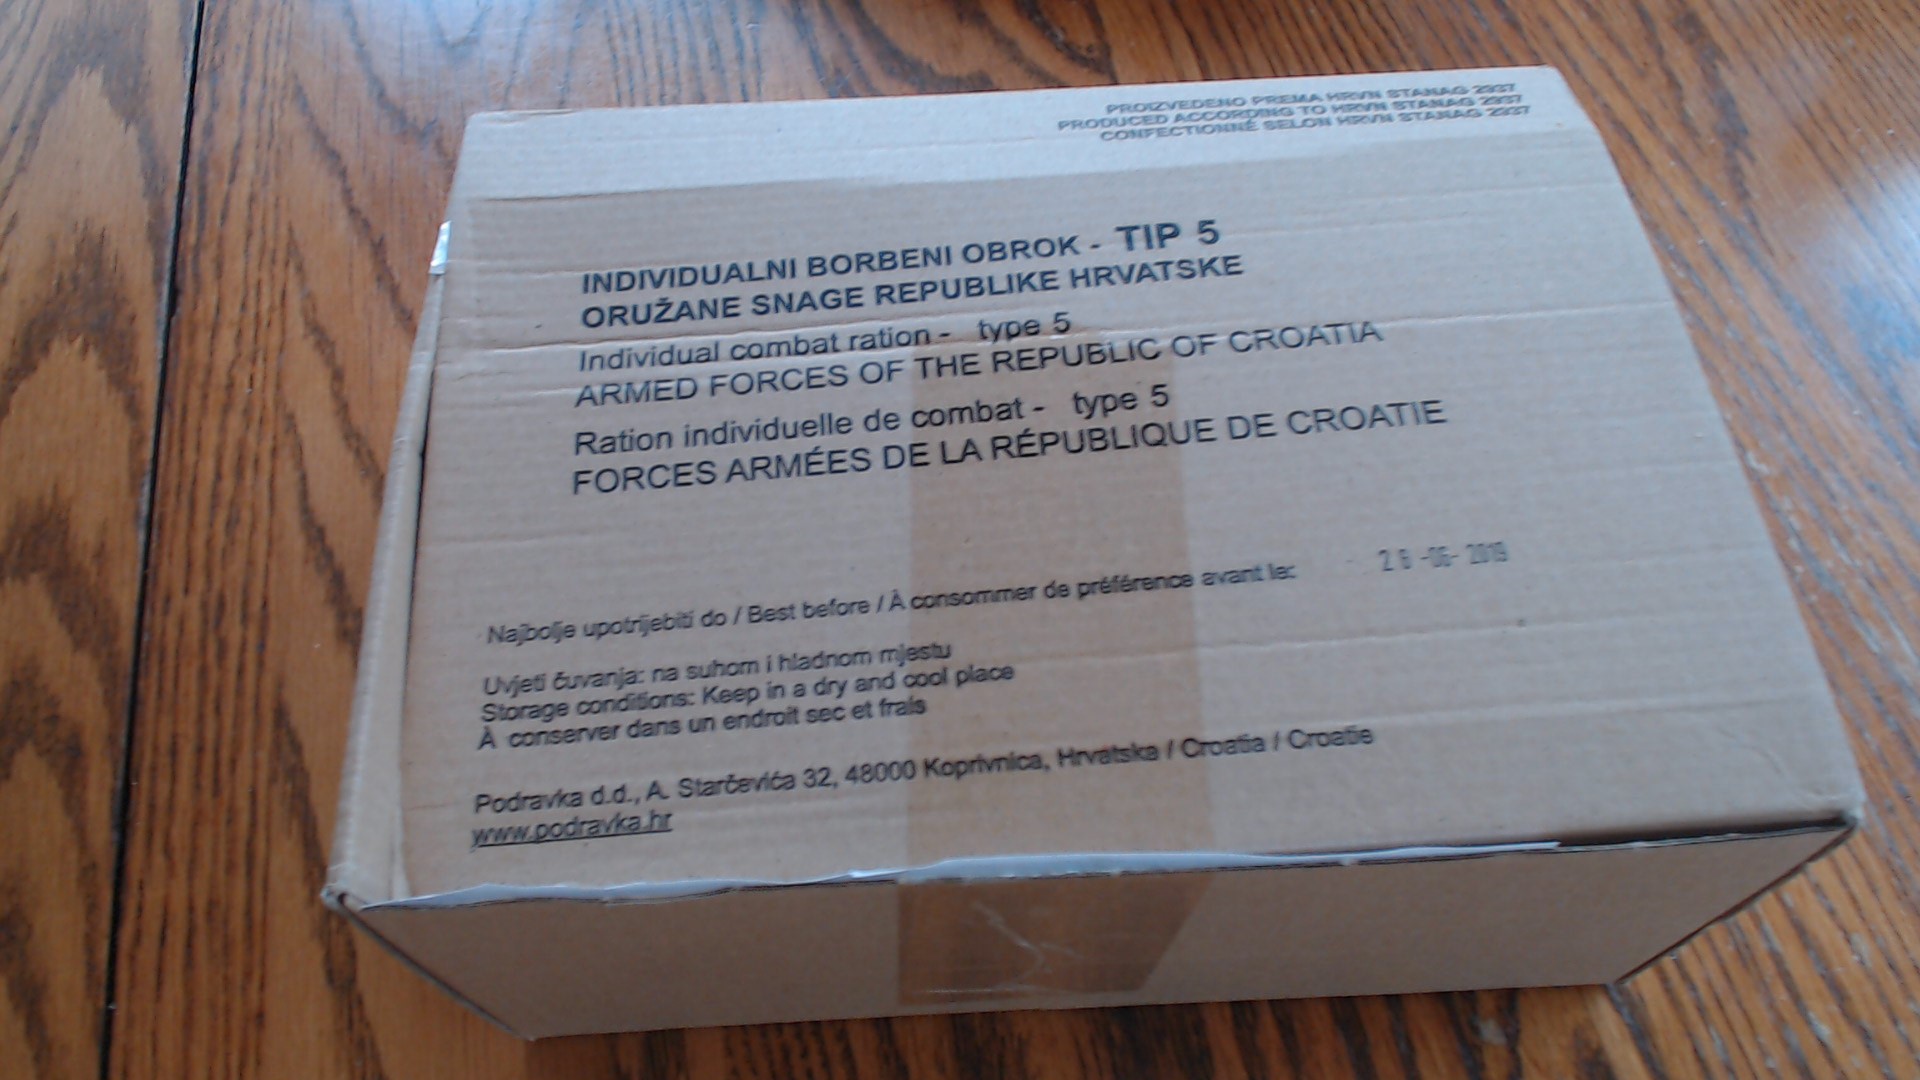 PROIZVEDENO PREMA HRVN STANAG 2937
PRODUCED ACCORDING TO HRVN STANAG 2937
CONFECTIONNÉ SELON HRVN STANAG 2937
INDIVIDUALNI BORBENI OBROK - TIP 5
ORUŽANE SNAGE REPUBLIKE HRVATSKE
Individual combat ration - type 5
ARMED FORCES OF THE REPUBLIC OF CROATIA
Ration individuelle de combat - type 5
FORCES ARMÉES DE LA RÉPUBLIQUE DE CROATIE
Najbolje upotrijebiti do / Best before / À consommer de préférence avant le: 26 -06- 2019
Uvjeti čuvanja: na suhom i hladnom mjestu
Storage conditions: Keep in a dry and cool place
À conserver dans un endroit sec et frais
Podravka d.d., A. Starčevića 32, 48000 Koprivnica, Hrvatska / Croatia / Croatie
www.podravka.hr